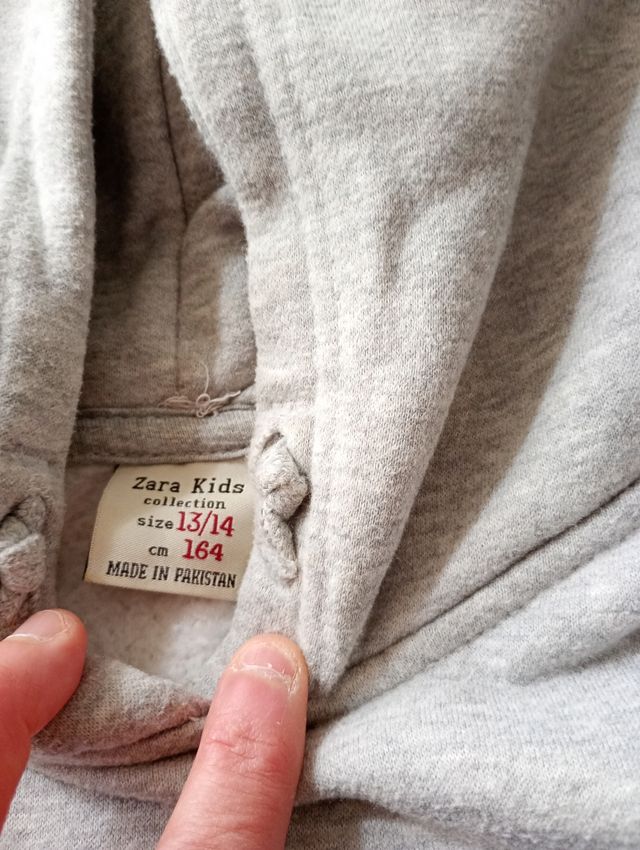 Zara Kids
collection
size 13/14
cm 164
MADE IN PAKISTAN